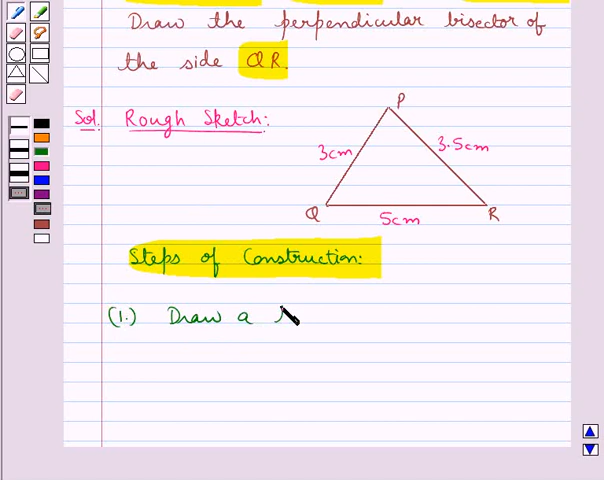 Draw the perpendicular bisector of
the side QR.
Sol. Rough Sketch:
P
3cm 3.5cm
Q R
5cm
Steps of Construction:
(1.) Draw a